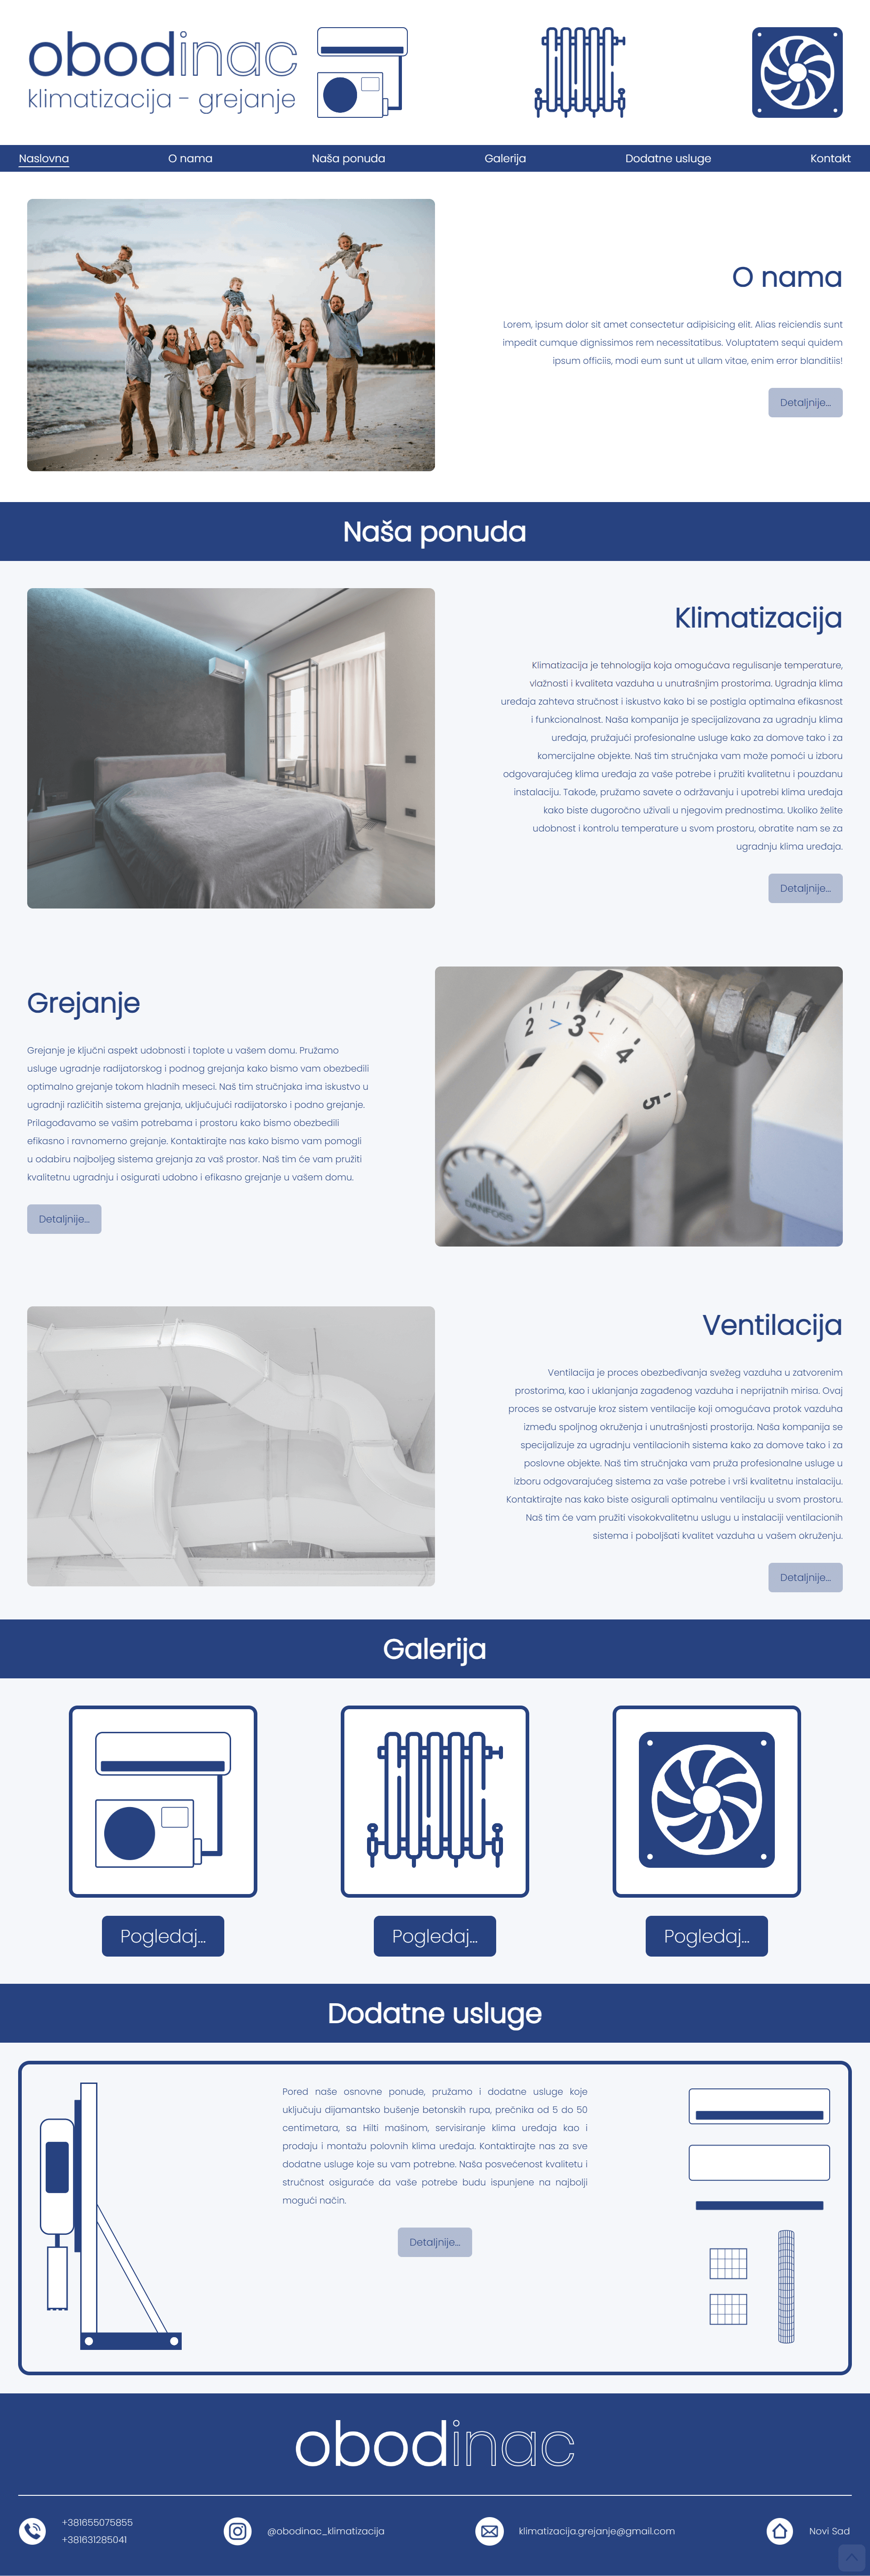 obodinac
klimatizacija - grejanje
Naslovna O nama Naša ponuda Galerija Dodatne usluge Kontakt
O nama
Lorem, ipsum dolor sit amet consectetur adipisicing elit. Alias reiciendis sunt
impedit cumque dignissimos rem necessitatibus. Voluptatem sequi quidem
ipsum officiis, modi eum sunt ut ullam vitae, enim error blanditiis!
Detaljnije...
Naša ponuda
Klimatizacija
Klimatizacija je tehnologija koja omogućava regulisanje temperature,
vlažnosti i kvaliteta vazduha u unutrašnjim prostorima. Ugradnja klima
uređaja zahteva stručnost i iskustvo kako bi se postigla optimalna efikasnost
i funkcionalnost. Naša kompanija je specijalizovana za ugradnju klima
uređaja, pružajući profesionalne usluge kako za domove tako i za
komercijalne objekte. Naš tim stručnjaka vam može pomoći u izboru
odgovarajućeg klima uređaja za vaše potrebe i pružiti kvalitetnu i pouzdanu
instalaciju. Takođe, pružamo savete o održavanju i upotrebi klima uređaja
kako biste dugoročno uživali u njegovim prednostima. Ukoliko želite
udobnost i kontrolu temperature u svom prostoru, obratite nam se za
ugradnju klima uređaja.
Detaljnije...
Grejanje
Grejanje je ključni aspekt udobnosti i toplote u vašem domu. Pružamo
usluge ugradnje radijatorskog i podnog grejanja kako bismo vam obezbedili
optimalno grejanje tokom hladnih meseci. Naš tim stručnjaka ima iskustvo u
ugradnji različitih sistema grejanja, uključujući radijatorsko i podno grejanje.
Prilagođavamo se vašim potrebama i prostoru kako bismo obezbedili
efikasno i ravnomerno grejanje. Kontaktirajte nas kako bismo vam pomogli
u odabiru najboljeg sistema grejanja za vaš prostor. Naš tim će vam pružiti
kvalitetnu ugradnju i osigurati udobno i efikasno grejanje u vašem domu.
Detaljnije...
2 > 3 < 4 5
DANFOSS
Ventilacija
Ventilacija je proces obezbeđivanja svežeg vazduha u zatvorenim
prostorima, kao i uklanjanja zagađenog vazduha i neprijatnih mirisa. Ovaj
proces se ostvaruje kroz sistem ventilacije koji omogućava protok vazduha
između spoljnog okruženja i unutrašnjosti prostorija. Naša kompanija se
specijalizuje za ugradnju ventilacionih sistema kako za domove tako i za
poslovne objekte. Naš tim stručnjaka vam pruža profesionalne usluge u
izboru odgovarajućeg sistema za vaše potrebe i vrši kvalitetnu instalaciju.
Kontaktirajte nas kako biste osigurali optimalnu ventilaciju u svom prostoru.
Naš tim će vam pružiti visokokvalitetnu uslugu u instalaciji ventilacionih
sistema i poboljšati kvalitet vazduha u vašem okruženju.
Detaljnije...
Galerija
Pogledaj... Pogledaj... Pogledaj...
Dodatne usluge
Pored naše osnovne ponude, pružamo i dodatne usluge koje
uključuju dijamantsko bušenje betonskih rupa, prečnika od 5 do 50
centimetara, sa Hilti mašinom, servisiranje klima uređaja kao i
prodaju i montažu polovnih klima uređaja. Kontaktirajte nas za sve
dodatne usluge koje su vam potrebne. Naša posvećenost kvalitetu i
stručnost osiguraće da vaše potrebe budu ispunjene na najbolji
mogući način.
Detaljnije...
obodinac
+381655075855
+381631285041
@obodinac_klimatizacija
klimatizacija.grejanje@gmail.com
Novi Sad